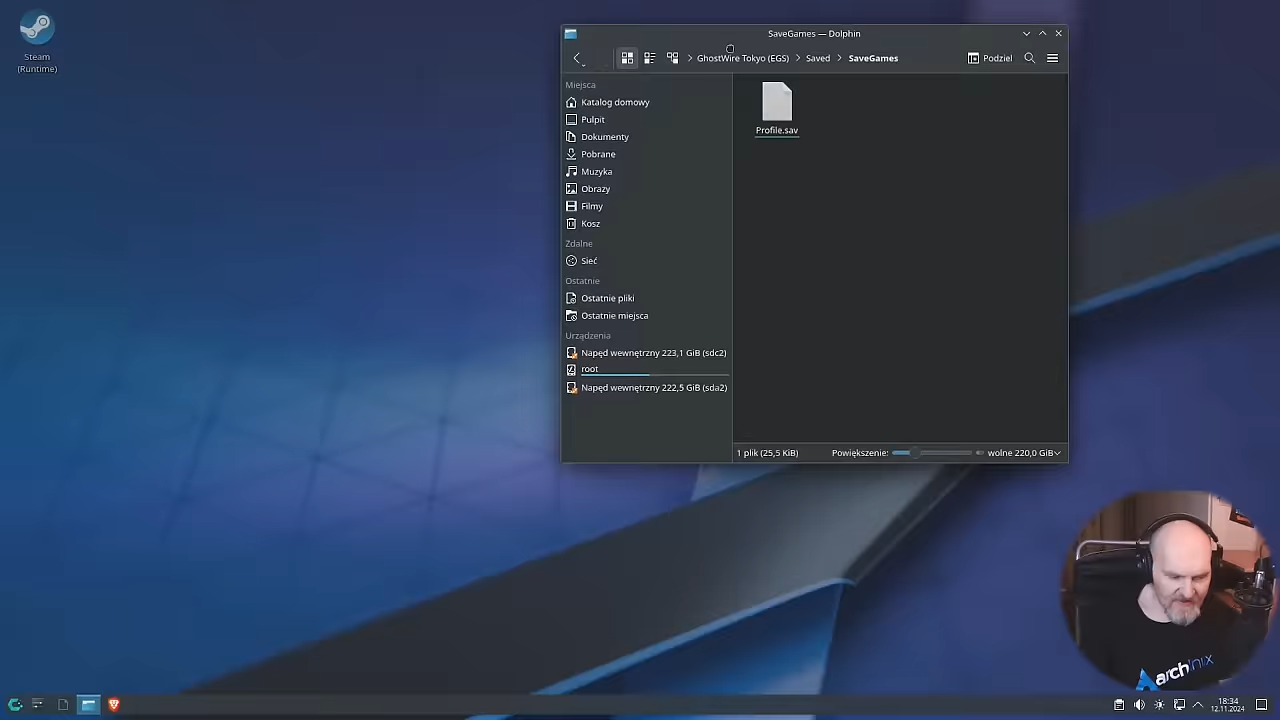 Steam
(Runtime)
SaveGames — Dolphin
GhostWire Tokyo (EGS) > Saved > SaveGames
Podziel
Miejsca
Katalog domowy
Pulpit
Dokumenty
Pobrane
Muzyka
Obrazy
Filmy
Kosz
Zdalne
Sieć
Ostatnie
Ostatnie pliki
Ostatnie miejsca
Urządzenia
Napęd wewnętrzny 223,1 GiB (sdc2)
root
Napęd wewnętrzny 222,5 GiB (sda2)
Profile.sav
1 plik (25,5 KiB)
Powiększenie:
wolne 220,0 GiB
archlinux
18:34
12.11.2024